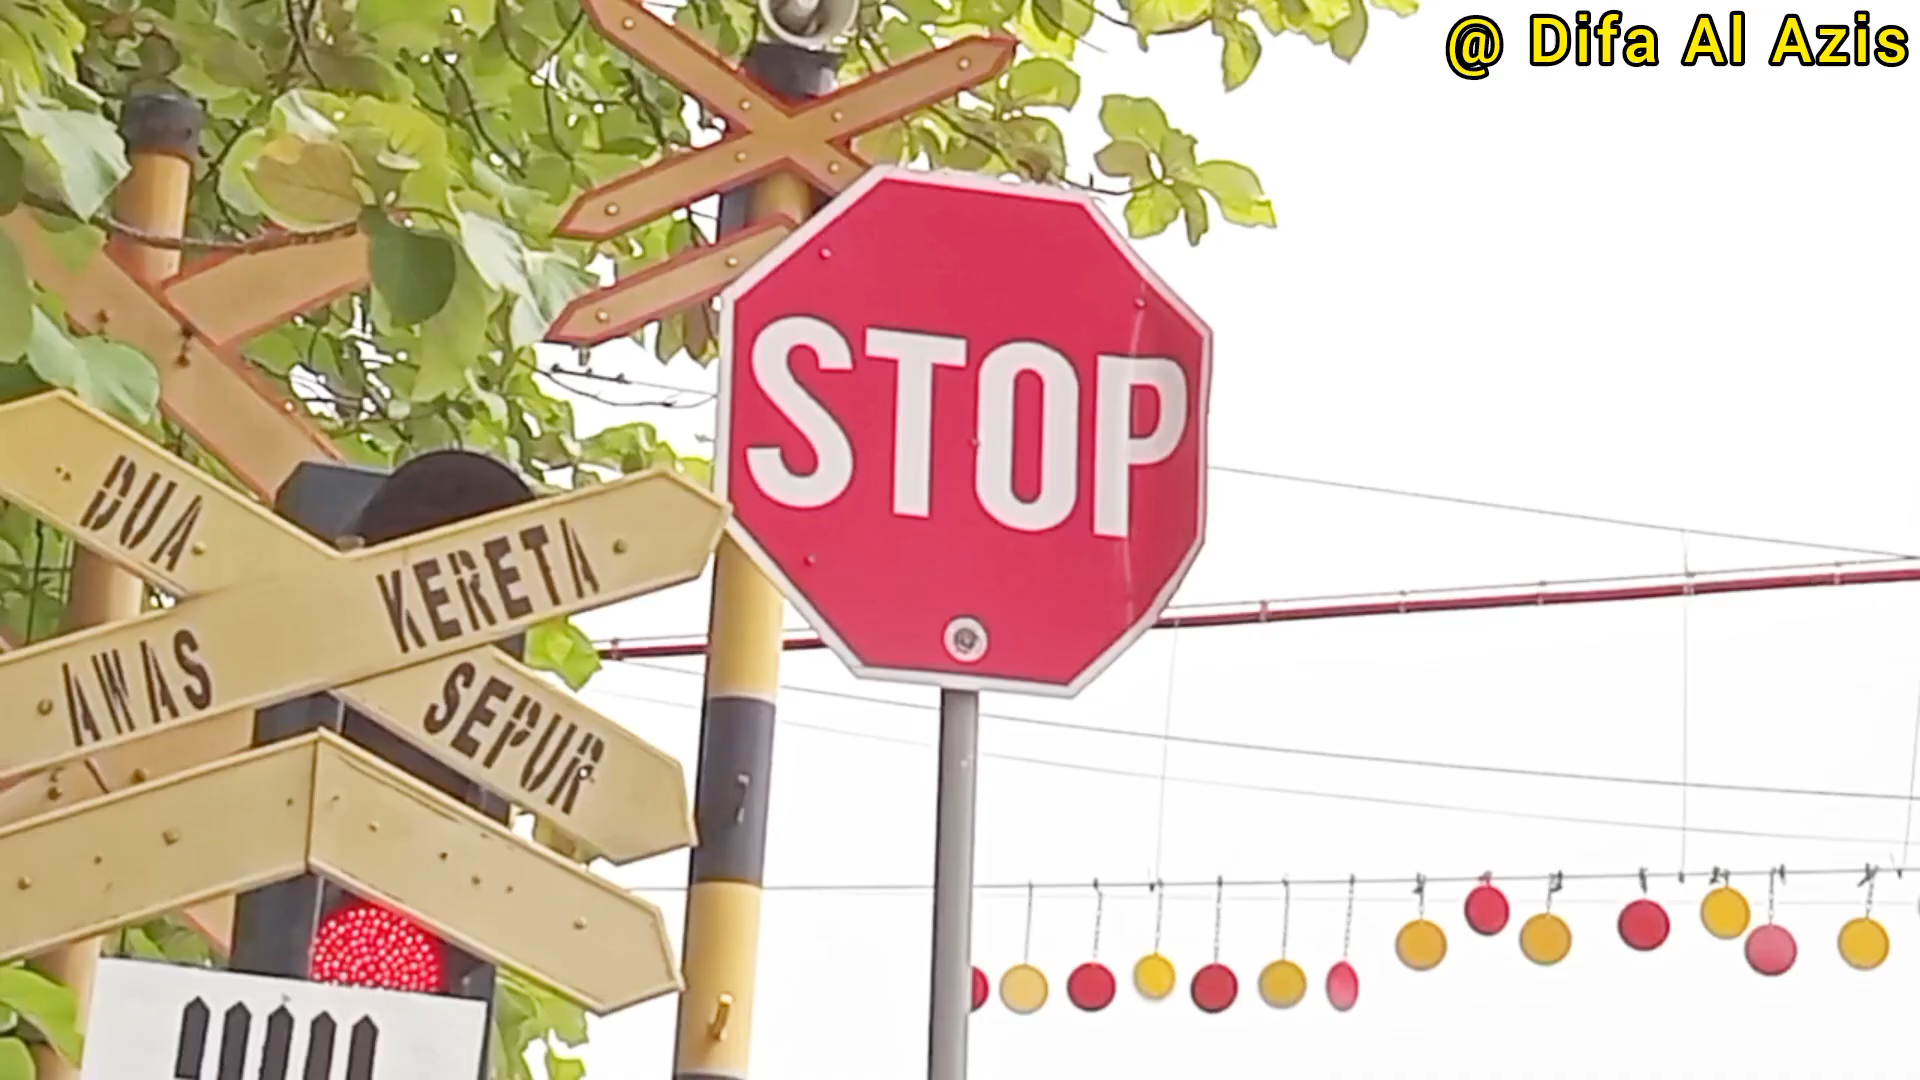 @ Difa Al Azis
STOP
DUA
KERETA
AWAS
SEPUR